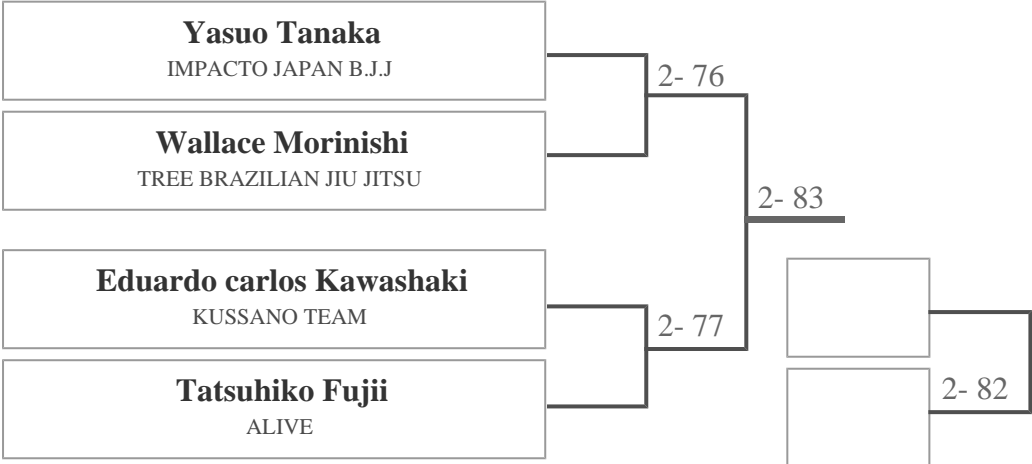 Yasuo Tanaka
IMPACTO JAPAN B.J.J
2- 76
Wallace Morinishi
TREE BRAZILIAN JIU JITSU
2- 83
Eduardo carlos Kawashaki
KUSSANO TEAM
2- 77
Tatsuhiko Fujii
ALIVE
2- 82